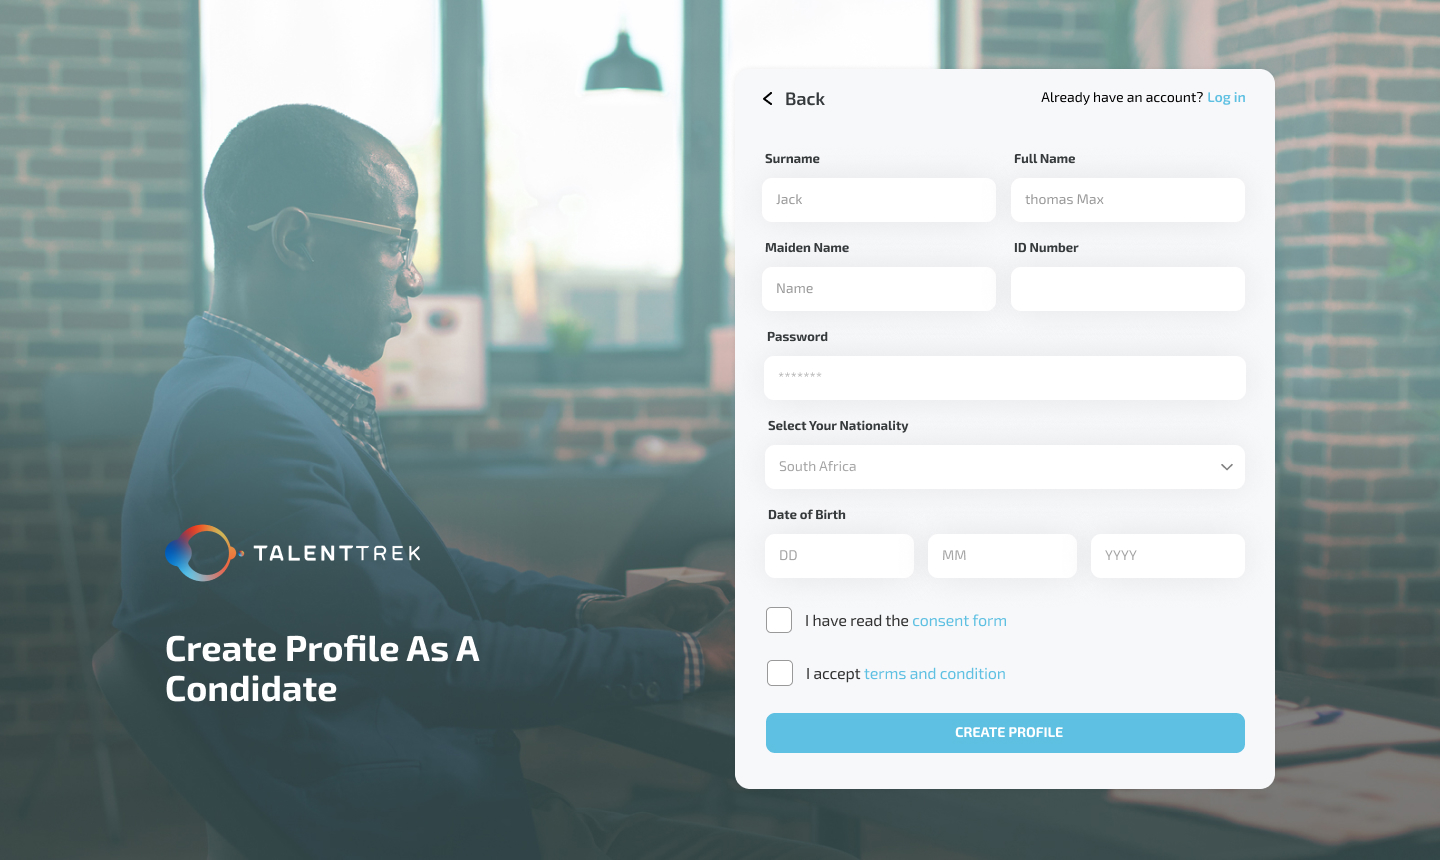 Back
Already have an account? Log in
Surname
Full Name
Jack
thomas Max
Maiden Name
ID Number
Name
Password
*******
Select Your Nationality
South Africa
Date of Birth
DD
MM
YYYY
I have read the consent form
I accept terms and condition
CREATE PROFILE
TALENTTREK
Create Profile As A
Condidate